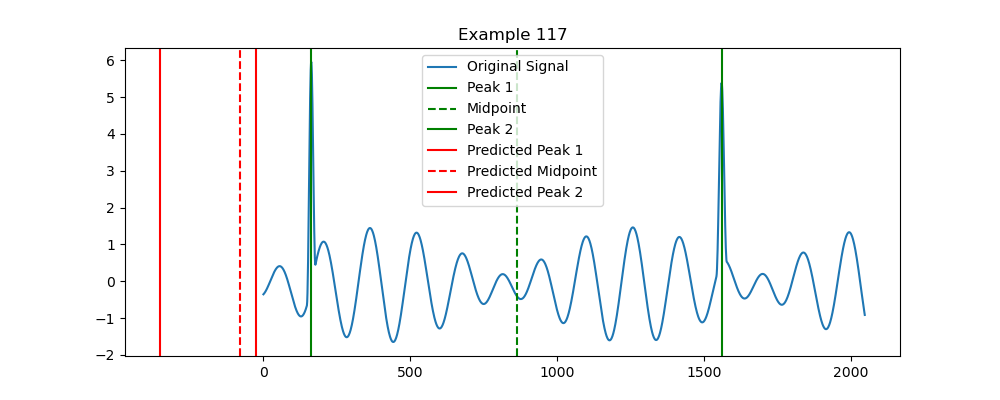 Example 117
Original Signal
Peak 1
Midpoint
Peak 2
Predicted Peak 1
Predicted Midpoint
Predicted Peak 2
6
5
4
3
2
1
0
−1
−2
0 500 1000 1500 2000